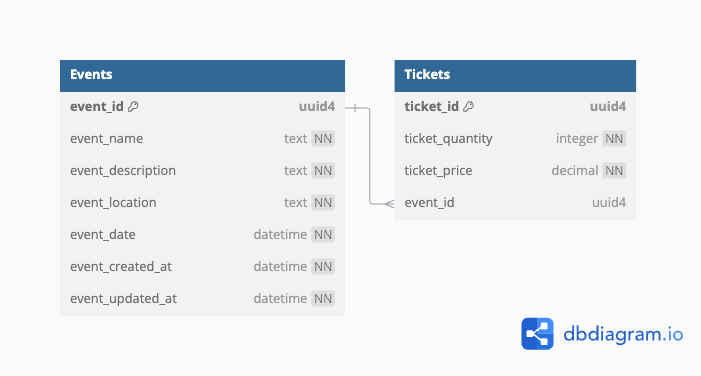 Events
event_id uuid4
event_name text NN
event_description text NN
event_location text NN
event_date datetime NN
event_created_at datetime NN
event_updated_at datetime NN
Tickets
ticket_id uuid4
ticket_quantity integer NN
ticket_price decimal NN
event_id uuid4
dbdiagram.io